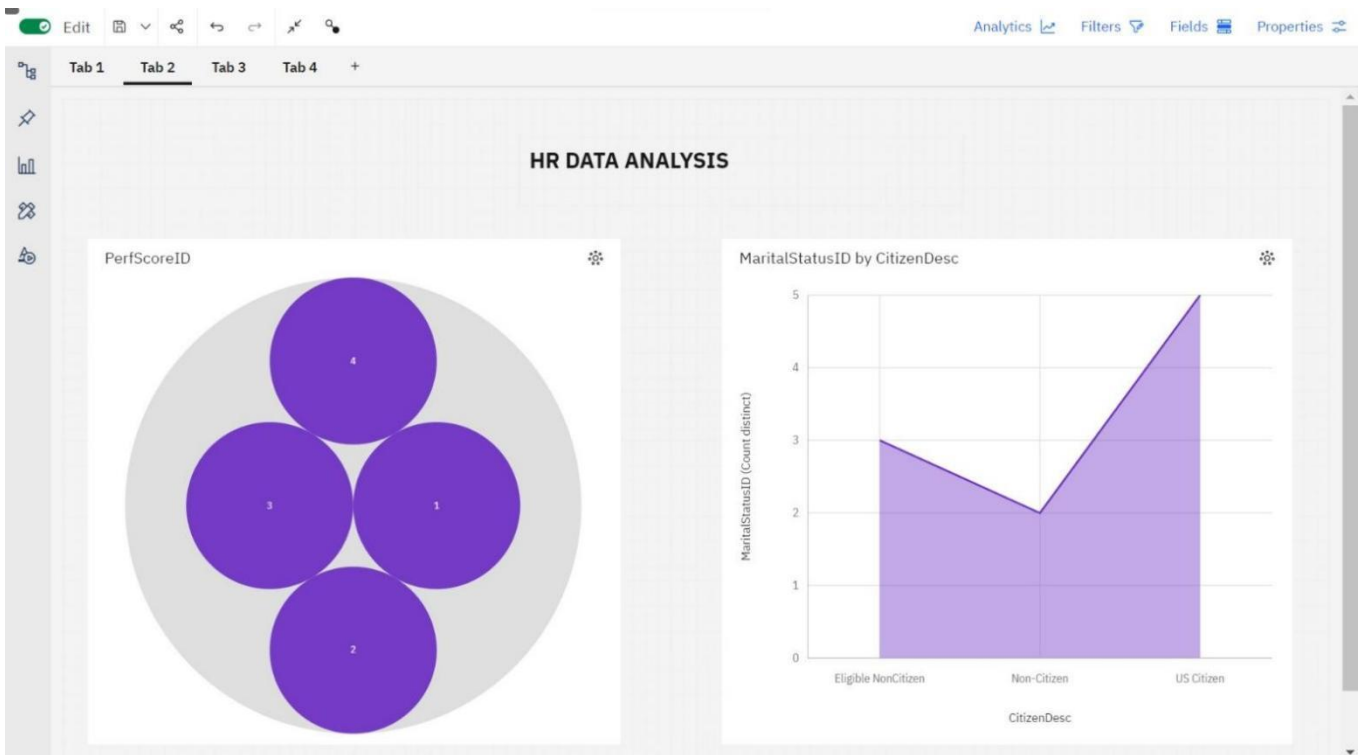 Edit
Analytics
Filters
Fields
Properties
Tab 1
Tab 2
Tab 3
Tab 4
+
HR DATA ANALYSIS
PerfScoreID
4
3
1
2
MaritalStatusID by CitizenDesc
MaritalStatusID (Count distinct)
5
4
3
2
1
0
Eligible NonCitizen
Non-Citizen
US Citizen
CitizenDesc